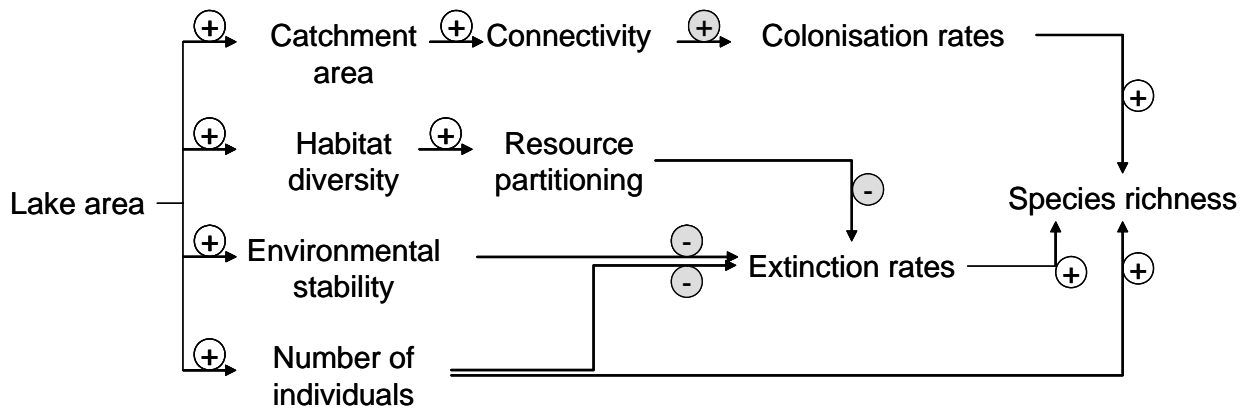 + Catchment + Connectivity + Colonisation rates
area
+
+ Habitat + Resource
diversity partitioning
-
Lake area Species richness
+ Environmental - Extinction rates
stability - + +
+ Number of
individuals